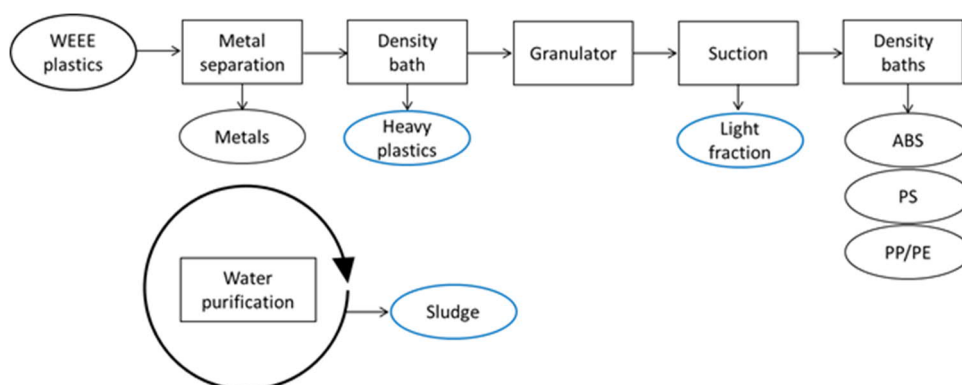 WEEE
plastics
Metal
separation
Density
bath
Granulator
Suction
Density
baths
Metals
Heavy
plastics
Light
fraction
ABS
PS
PP/PE
Water
purification
Sludge